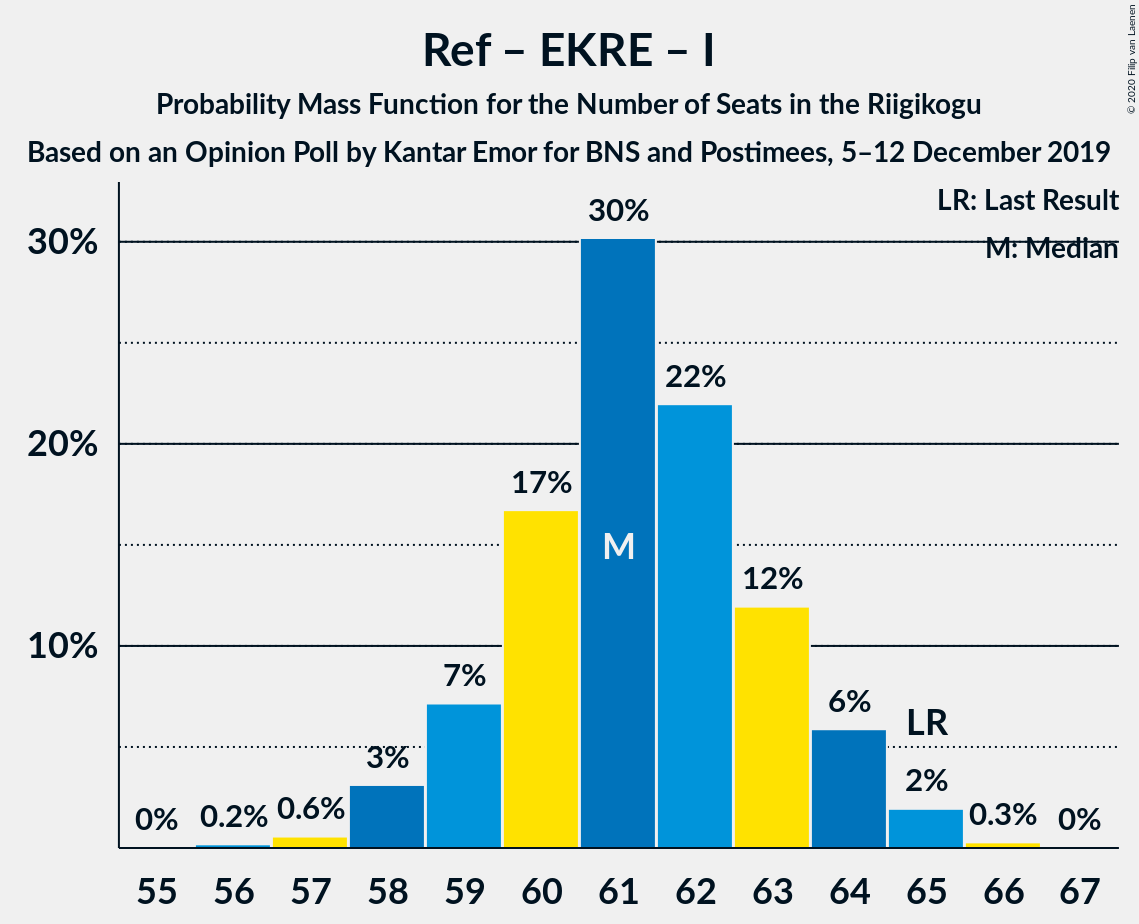 Ref – EKRE – I
Probability Mass Function for the Number of Seats in the Riigikogu
Based on an Opinion Poll by Kantar Emor for BNS and Postimees, 5–12 December 2019
© 2020 Filip van Laenen
LR: Last Result
M: Median
30%
20%
10%
0%
0.2%
0.6%
3%
7%
17%
30%
M
22%
12%
6%
LR
2%
0.3%
0%
55 56 57 58 59 60 61 62 63 64 65 66 67